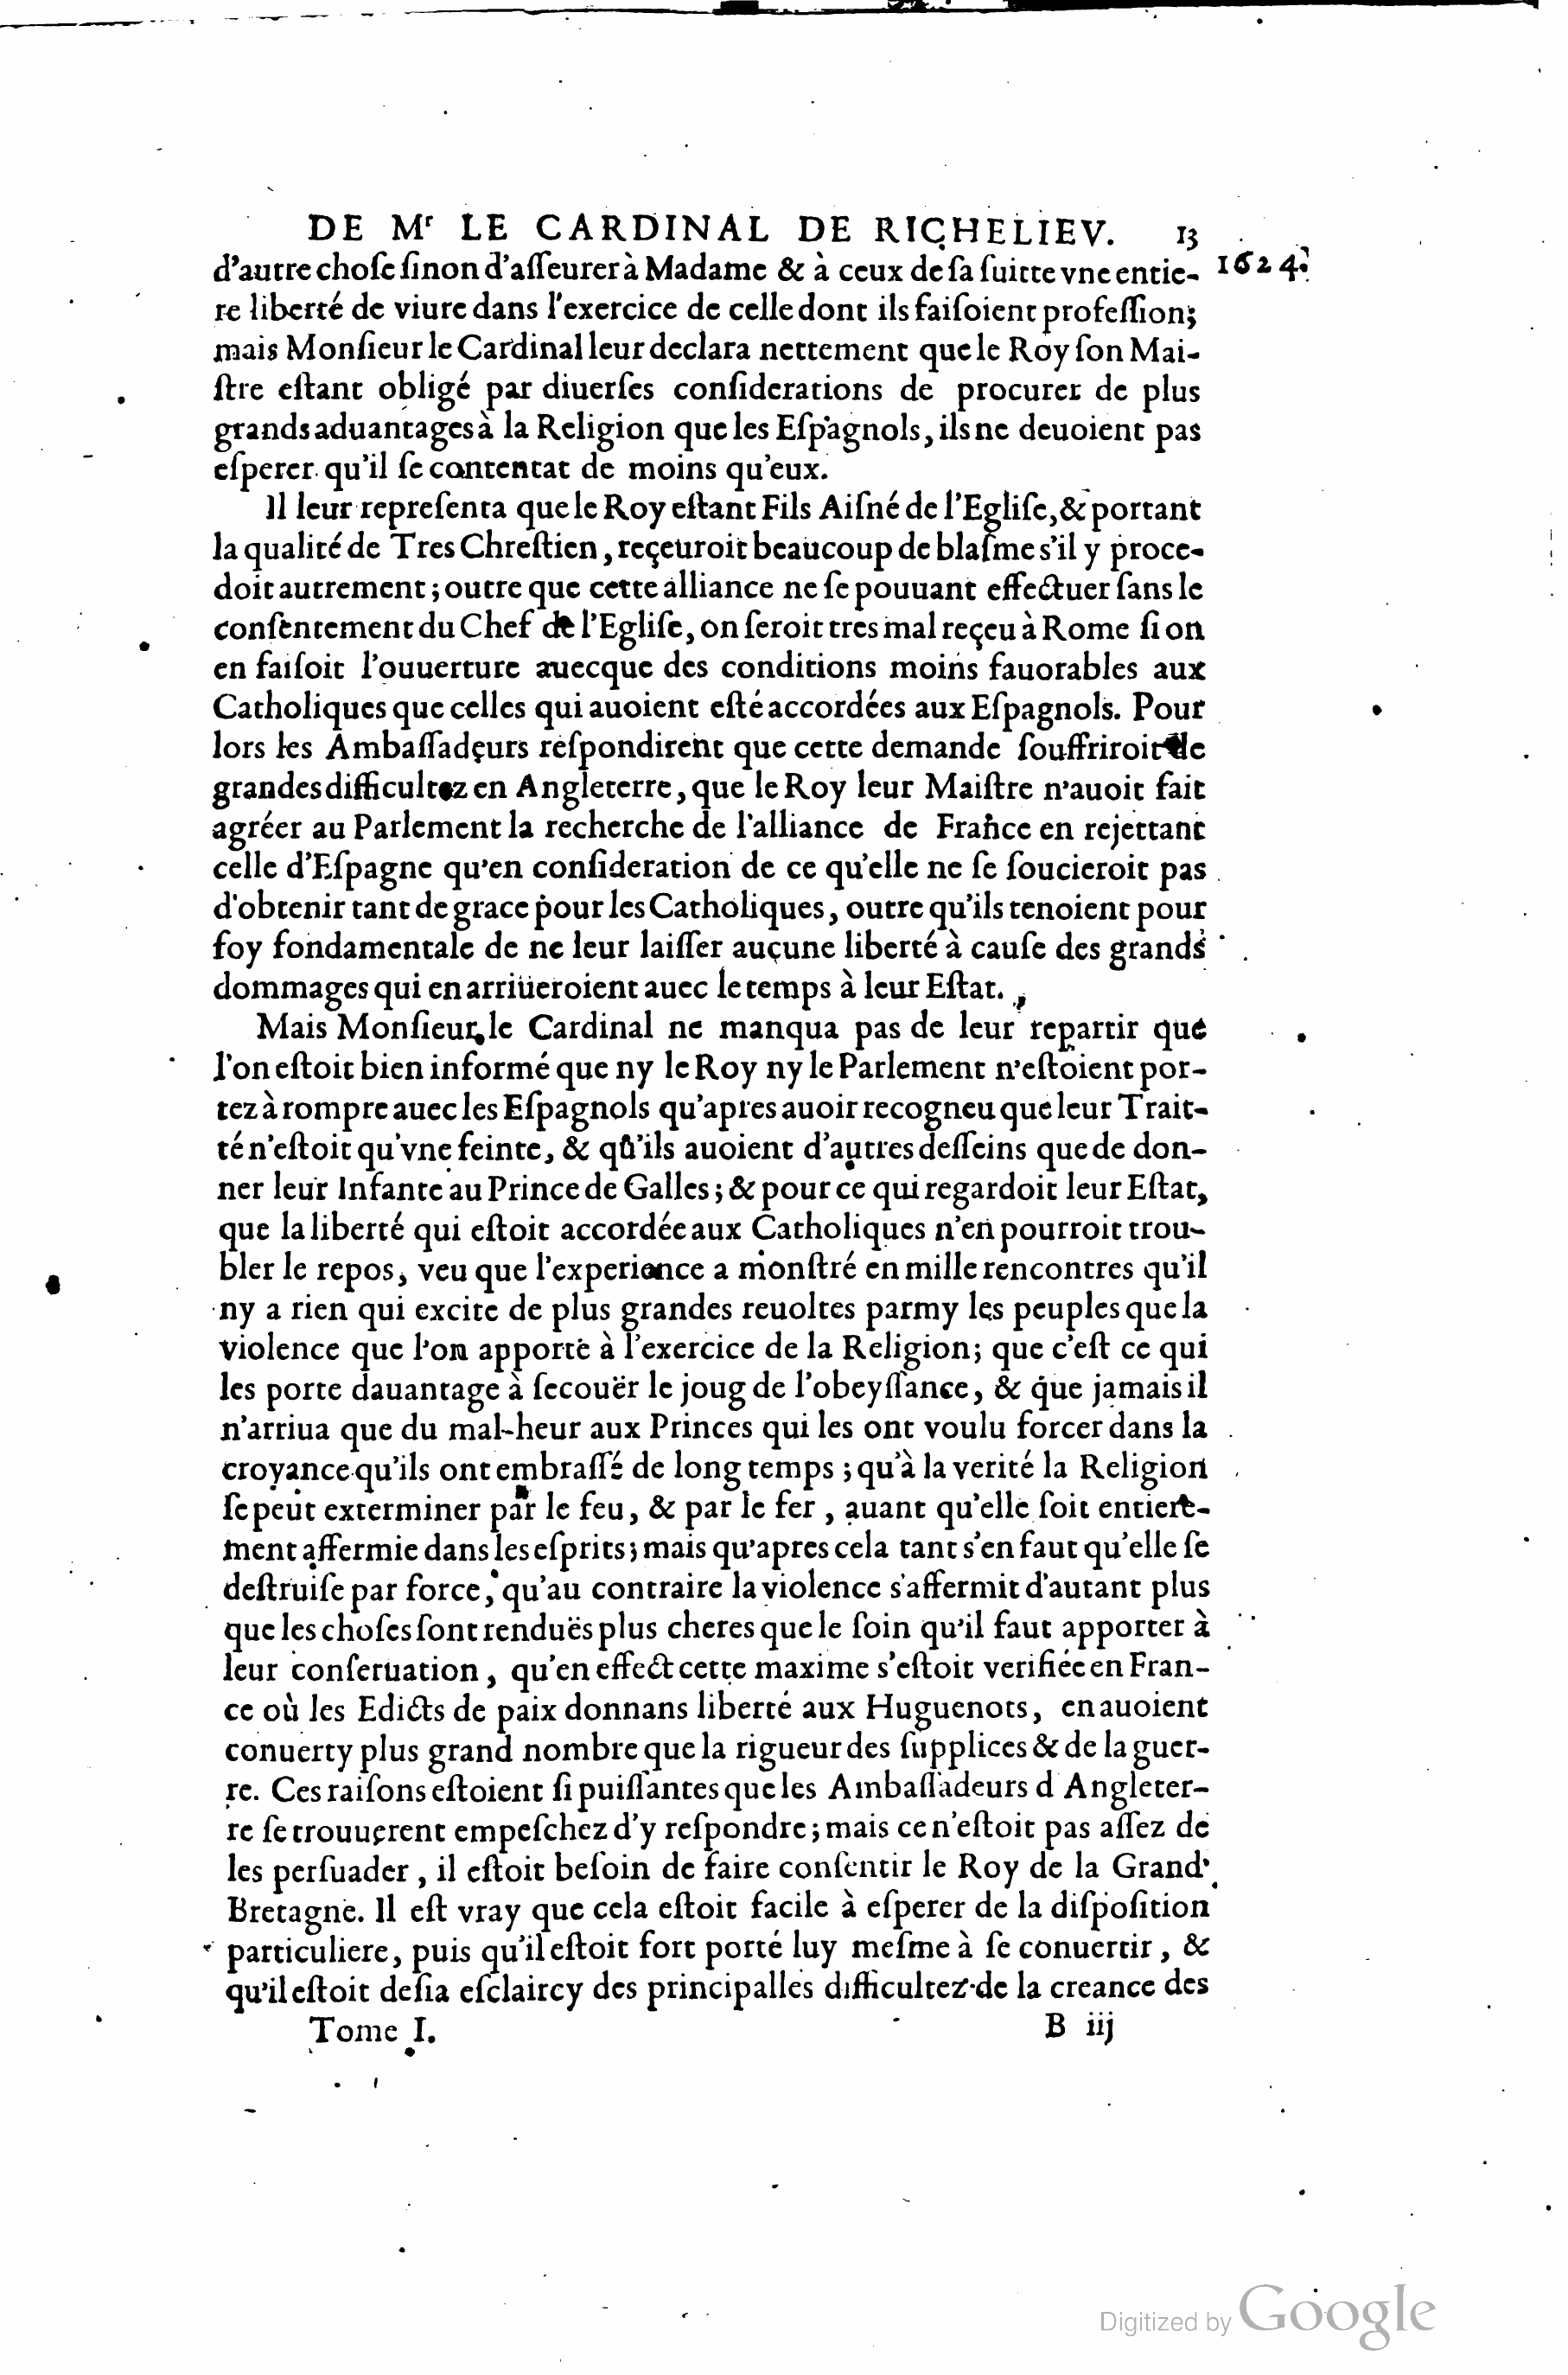 DE Mʳ LE CARDINAL DE RICHELIEV. 13
1624.
d'autre choſe ſinon d'aſſeurer à Madame & à ceux de ſa ſuitte vne entie-
re liberté de viure dans l'exercice de celle dont ils faiſoient profeſſion;
mais Monſieur le Cardinal leur declara nettement que le Roy ſon Mai-
ſtre eſtant obligé par diuerſes conſiderations de procurer de plus
grands aduantages à la Religion que les Eſpagnols, ils ne deuoient pas
eſperer qu'il ſe contentat de moins qu'eux.
Il leur repreſenta que le Roy eſtant Fils Aiſné de l'Egliſe, & portant
la qualité de Tres Chreſtien, reçeuroit beaucoup de blaſme s'il y proce-
doit autrement; outre que cette alliance ne ſe pouuant effectuer ſans le
conſentement du Chef de l'Egliſe, on ſeroit tres mal reçeu à Rome ſi on
en faiſoit l'ouuerture auecque des conditions moins fauorables aux
Catholiques que celles qui auoient eſté accordées aux Eſpagnols. Pour
lors les Ambaſſadeurs reſpondirent que cette demande ſouffriroit de
grandes difficultez en Angleterre, que le Roy leur Maiſtre n'auoit fait
agréer au Parlement la recherche de l'alliance de France en rejettant
celle d'Eſpagne qu'en conſideration de ce qu'elle ne ſe ſoucieroit pas
d'obtenir tant de grace pour les Catholiques, outre qu'ils tenoient pour
foy fondamentale de ne leur laiſſer aucune liberté à cauſe des grands
dommages qui en arriueroient auec le temps à leur Eſtat.
Mais Monſieur le Cardinal ne manqua pas de leur repartir que
l'on eſtoit bien informé que ny le Roy ny le Parlement n'eſtoient por-
tez à rompre auec les Eſpagnols qu'apres auoir recogneu que leur Trait-
té n'eſtoit qu'vne feinte, & qu'ils auoient d'autres deſſeins que de don-
ner leur Infante au Prince de Galles; & pour ce qui regardoit leur Eſtat,
que la liberté qui eſtoit accordée aux Catholiques n'en pourroit trou-
bler le repos, veu que l'experience a monſtré en mille rencontres qu'il
ny a rien qui excite de plus grandes reuoltes parmy les peuples que la
violence que l'on apporte à l'exercice de la Religion; que c'eſt ce qui
les porte dauantage à ſecouër le joug de l'obeyſſance, & que jamais il
n'arriua que du mal-heur aux Princes qui les ont voulu forcer dans la
croyance qu'ils ont embraſſé de long temps; qu'à la verité la Religion
ſe peut exterminer par le feu, & par le fer, auant qu'elle ſoit entiere-
ment affermie dans les eſprits; mais qu'apres cela tant s'en faut qu'elle ſe
deſtruiſe par force, qu'au contraire la violence s'affermit d'autant plus
que les choſes ſont renduës plus cheres que le ſoin qu'il faut apporter à
leur conſeruation, qu'en effect cette maxime s'eſtoit verifiée en Fran-
ce où les Edicts de paix donnans liberté aux Huguenots, en auoient
conuerty plus grand nombre que la rigueur des ſupplices & de la guer-
re. Ces raiſons eſtoient ſi puiſſantes que les Ambaſſadeurs d Angleter-
re ſe trouuerent empeſchez d'y reſpondre; mais ce n'eſtoit pas aſſez de
les perſuader, il eſtoit beſoin de faire conſentir le Roy de la Grand'
Bretagne. Il eſt vray que cela eſtoit facile à eſperer de la diſpoſition
particuliere, puis qu'il eſtoit fort porté luy meſme à ſe conuertir, &
qu'il eſtoit deſia eſclaircy des principalles difficultez de la creance des
Tome I. B iij
Digitized by Google